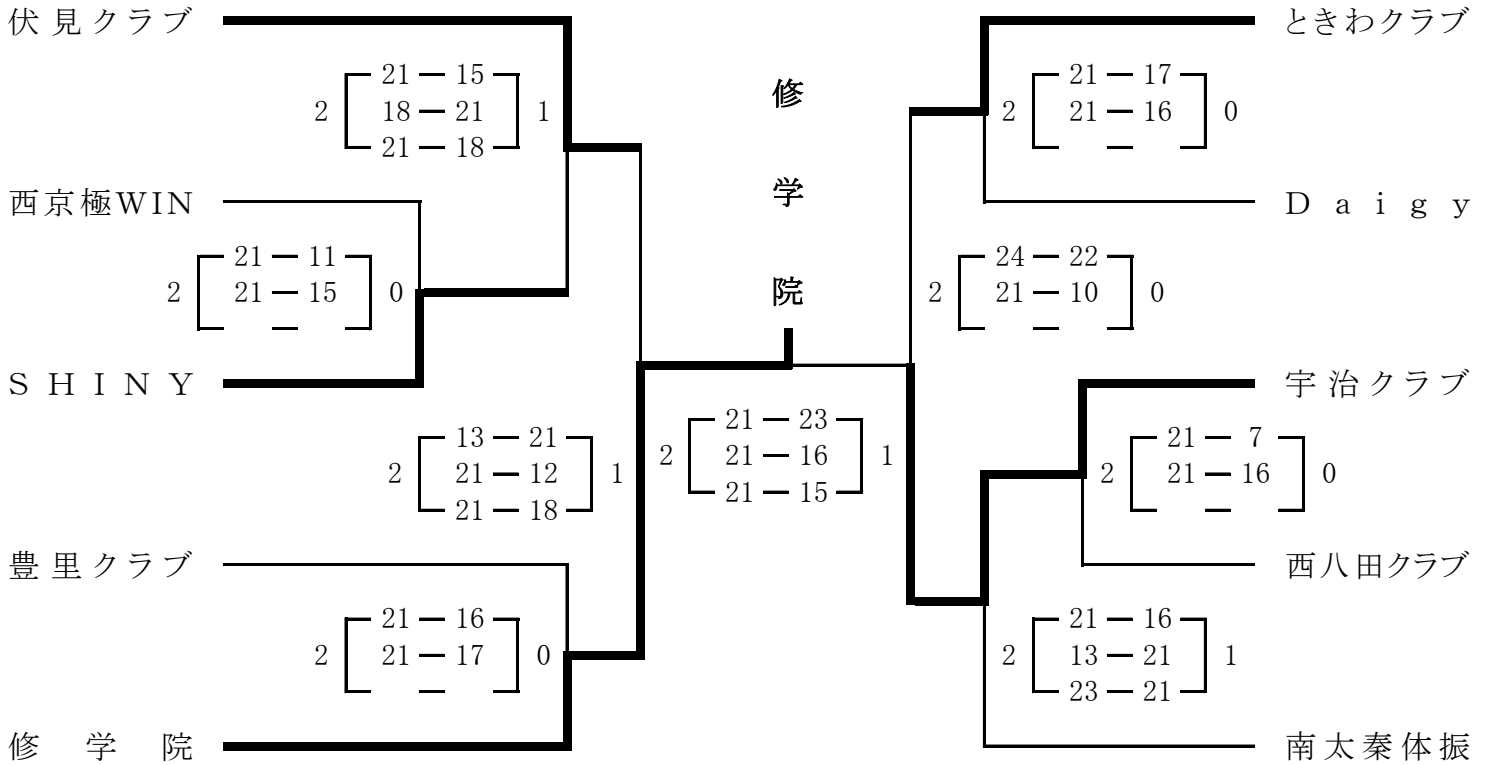 伏見クラブ
ときわクラブ
21 ― 15
2 18 ― 21 1
21 ― 18
修
学
院
21 ― 17
2 21 ― 16 0
―
西京極WIN
Daigy
21 ― 11
2 21 ― 15 0
―
24 ― 22
2 21 ― 10 0
―
SHINY
宇治クラブ
13 ― 21
2 21 ― 12 1
21 ― 18
21 ― 23
2 21 ― 16 1
21 ― 15
21 ― 7
2 21 ― 16 0
―
豊里クラブ
西八田クラブ
21 ― 16
2 21 ― 17 0
―
21 ― 16
2 13 ― 21 1
23 ― 21
修学院
南太秦体振